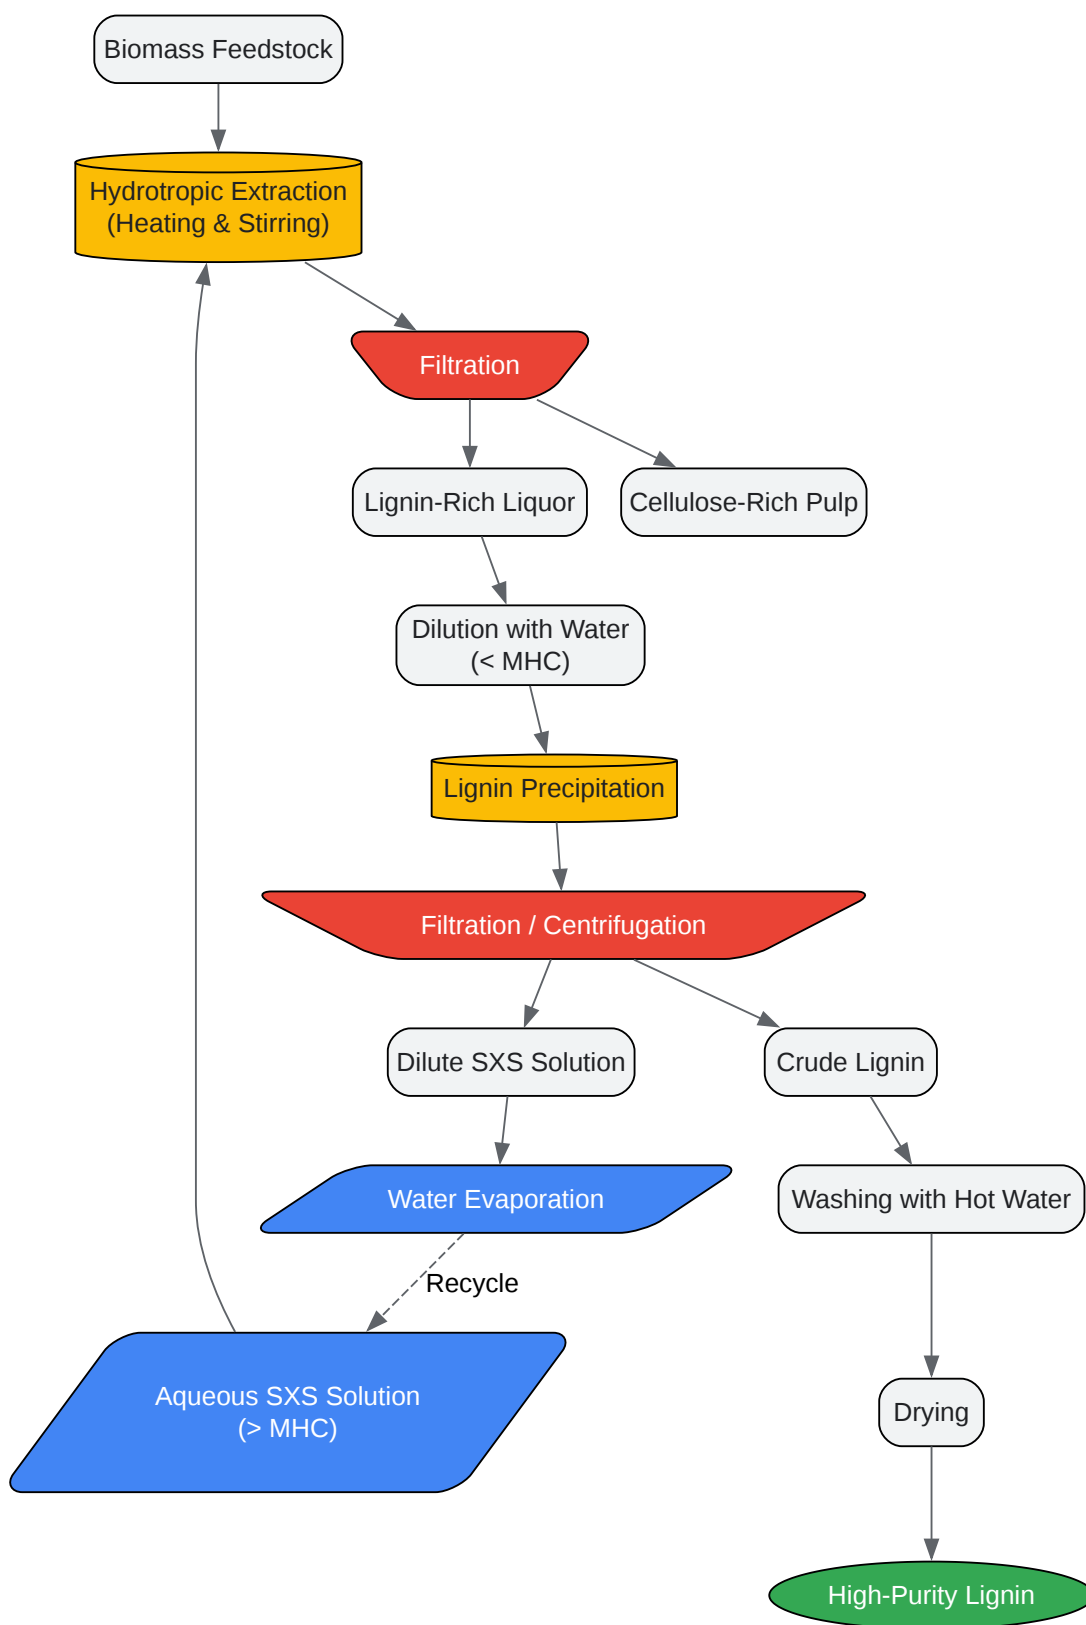 Biomass Feedstock
Hydrotropic Extraction
(Heating & Stirring)
Filtration
Lignin-Rich Liquor
Cellulose-Rich Pulp
Dilution with Water
(< MHC)
Lignin Precipitation
Filtration / Centrifugation
Dilute SXS Solution
Crude Lignin
Water Evaporation
Washing with Hot Water
Recycle
Aqueous SXS Solution
(> MHC)
Drying
High-Purity Lignin